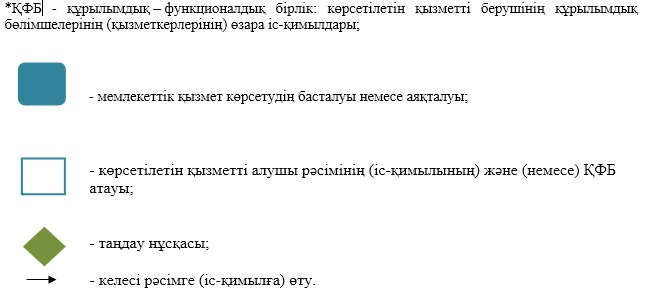 *ҚФБ - құрылымдық – функционалдық бірлік: көрсетілетін қызметті берушінің құрылымдық
бөлімшелерінің (қызметкерлерінің) өзара іс-қимылдары;
- мемлекеттік қызмет көрсетудің басталуы немесе аяқталуы;
- көрсетілетін қызметті алушы рәсімінің (іс-қимылының) және (немесе) ҚФБ
атауы;
- таңдау нұсқасы;
- келесі рәсімге (іс-қимылға) өту.